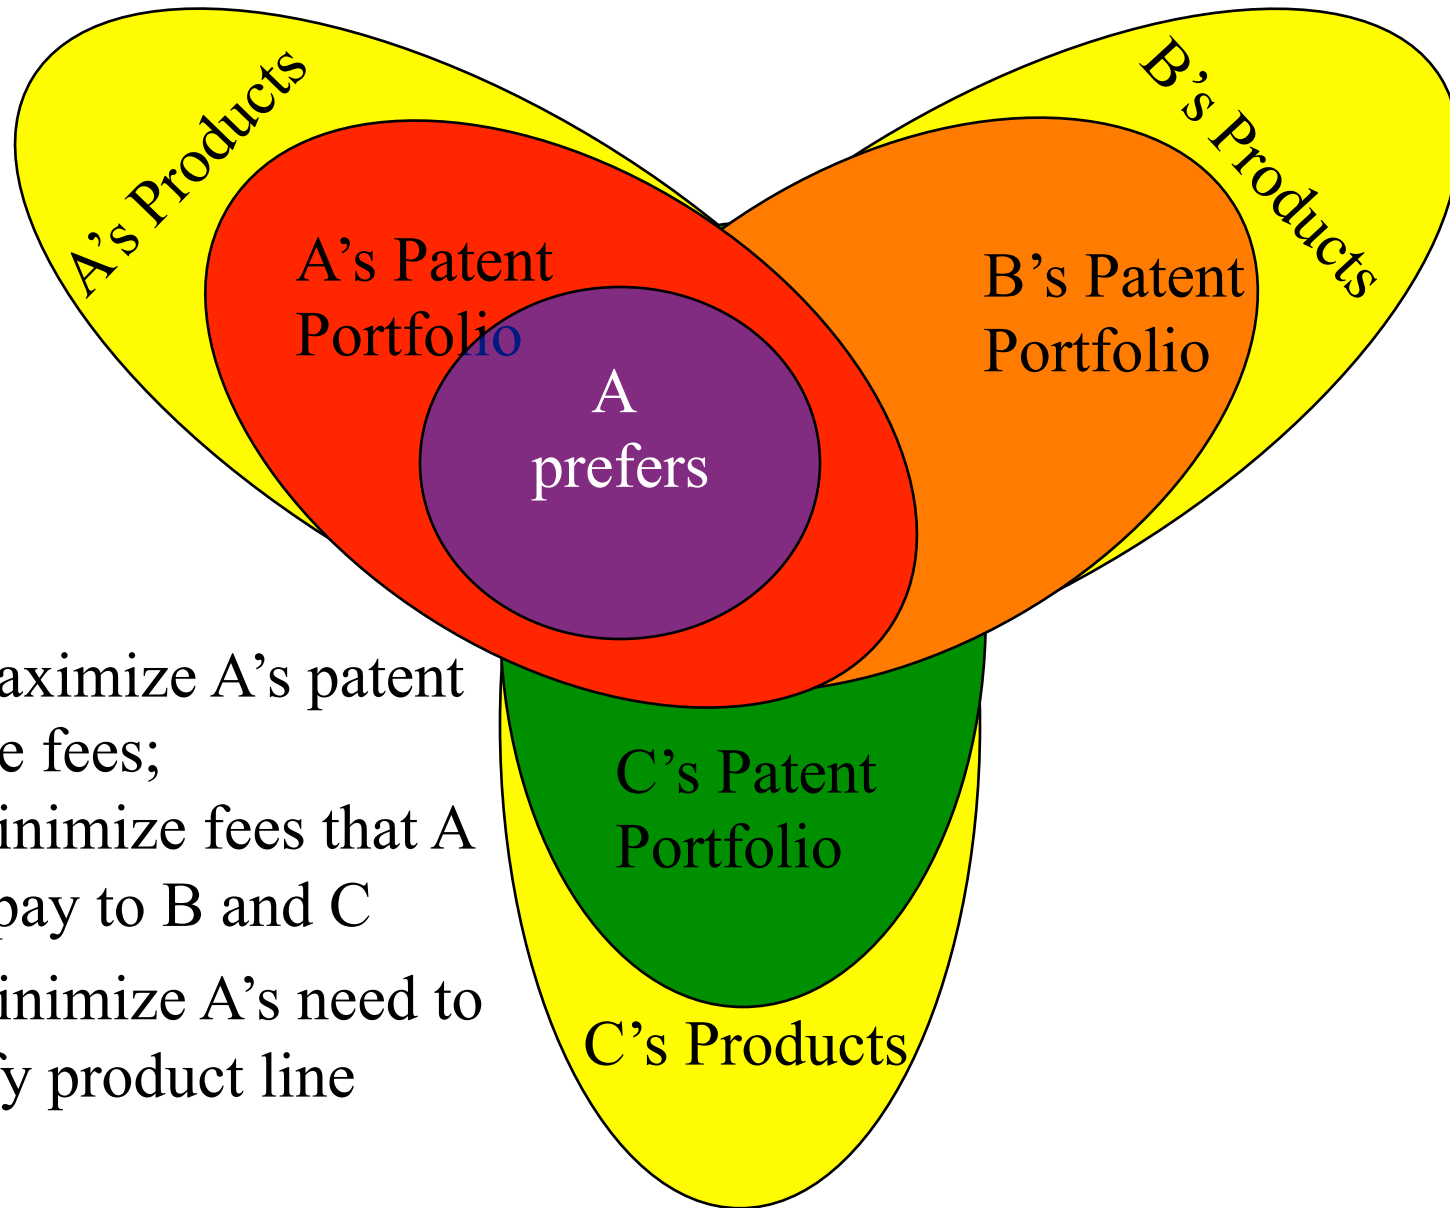 A's Products
B's Products
A's Patent
Portfolio
B's Patent
Portfolio
A
prefers
aximize A's patent
e fees;
inimize fees that A
pay to B and C
inimize A's need to
fy product line
C's Patent
Portfolio
C's Products